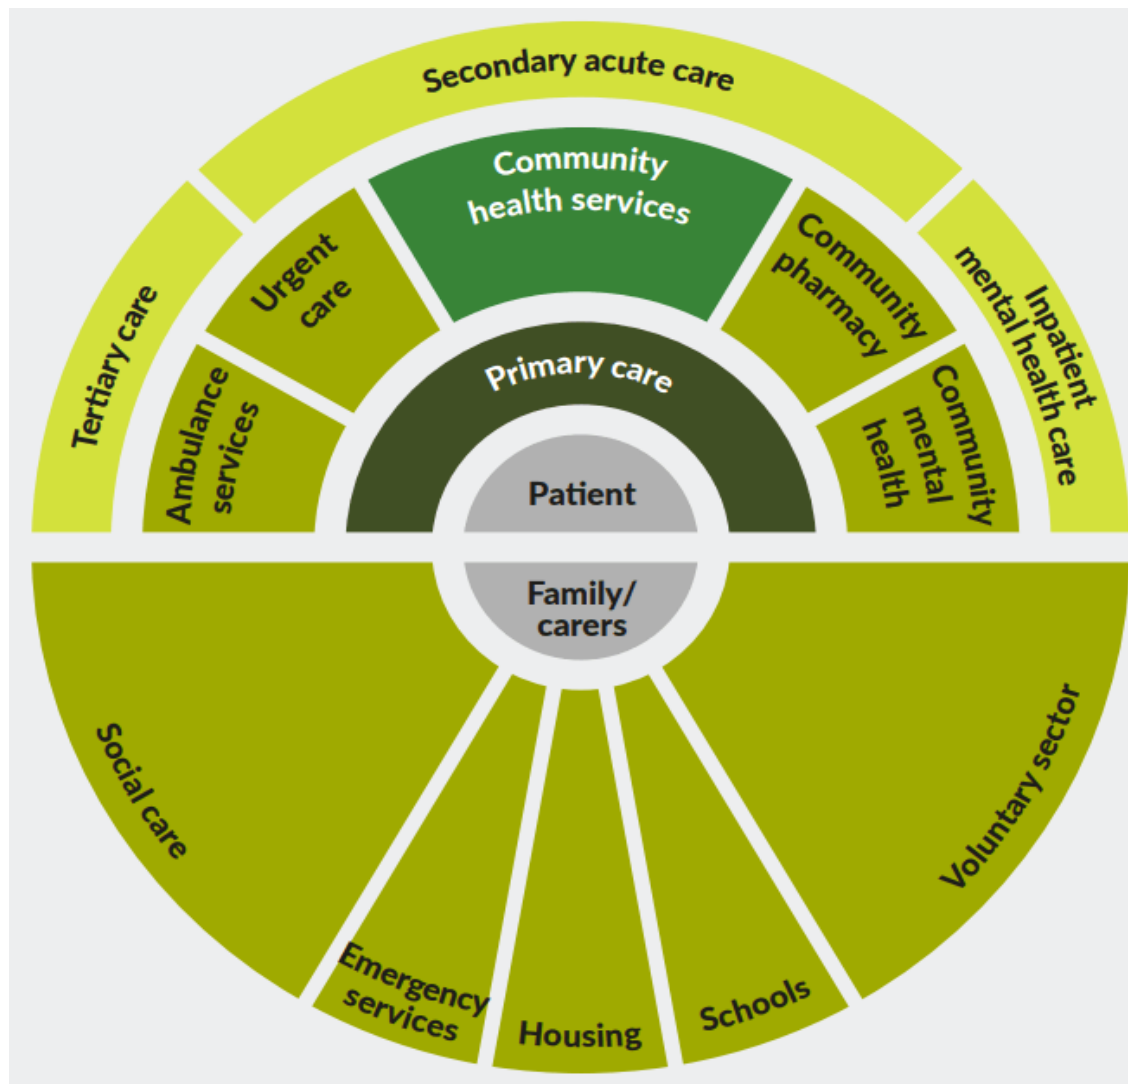 Secondary acute care
Community
health services
Urgent
care
Community
pharmacy
Tertiary care
Inpatient
mental health care
Ambulance
services
Primary care
Community
mental
health
Patient
Family/
carers
Social care
Voluntary sector
Emergency
services
Housing
Schools